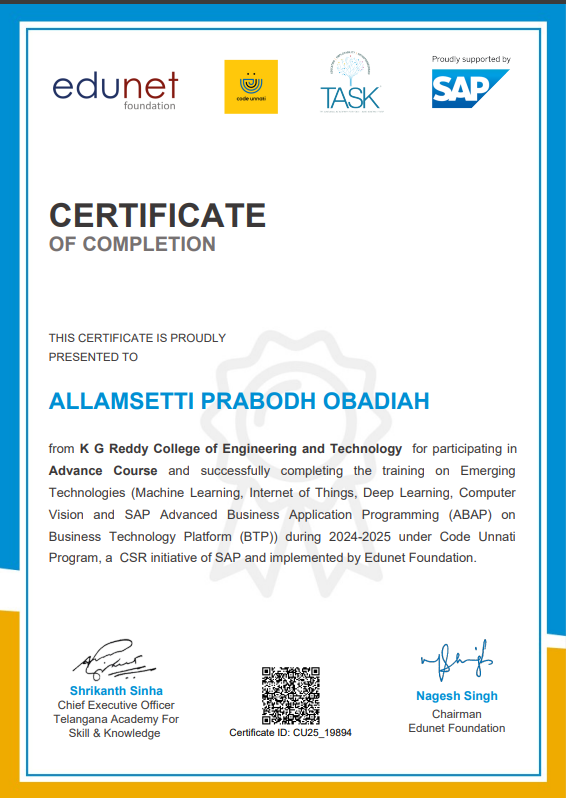 edunet
foundation
code unnati
TASK
Proudly supported by
SAP
CERTIFICATE
OF COMPLETION
THIS CERTIFICATE IS PROUDLY
PRESENTED TO
ALLAMSETTI PRABODH OBADIAH
from K G Reddy College of Engineering and Technology for participating in
Advance Course and successfully completing the training on Emerging
Technologies (Machine Learning, Internet of Things, Deep Learning, Computer
Vision and SAP Advanced Business Application Programming (ABAP) on
Business Technology Platform (BTP)) during 2024-2025 under Code Unnati
Program, a CSR initiative of SAP and implemented by Edunet Foundation.
Shrikanth Sinha
Chief Executive Officer
Telangana Academy For
Skill & Knowledge
Certificate ID: CU25_19894
Nagesh Singh
Chairman
Edunet Foundation